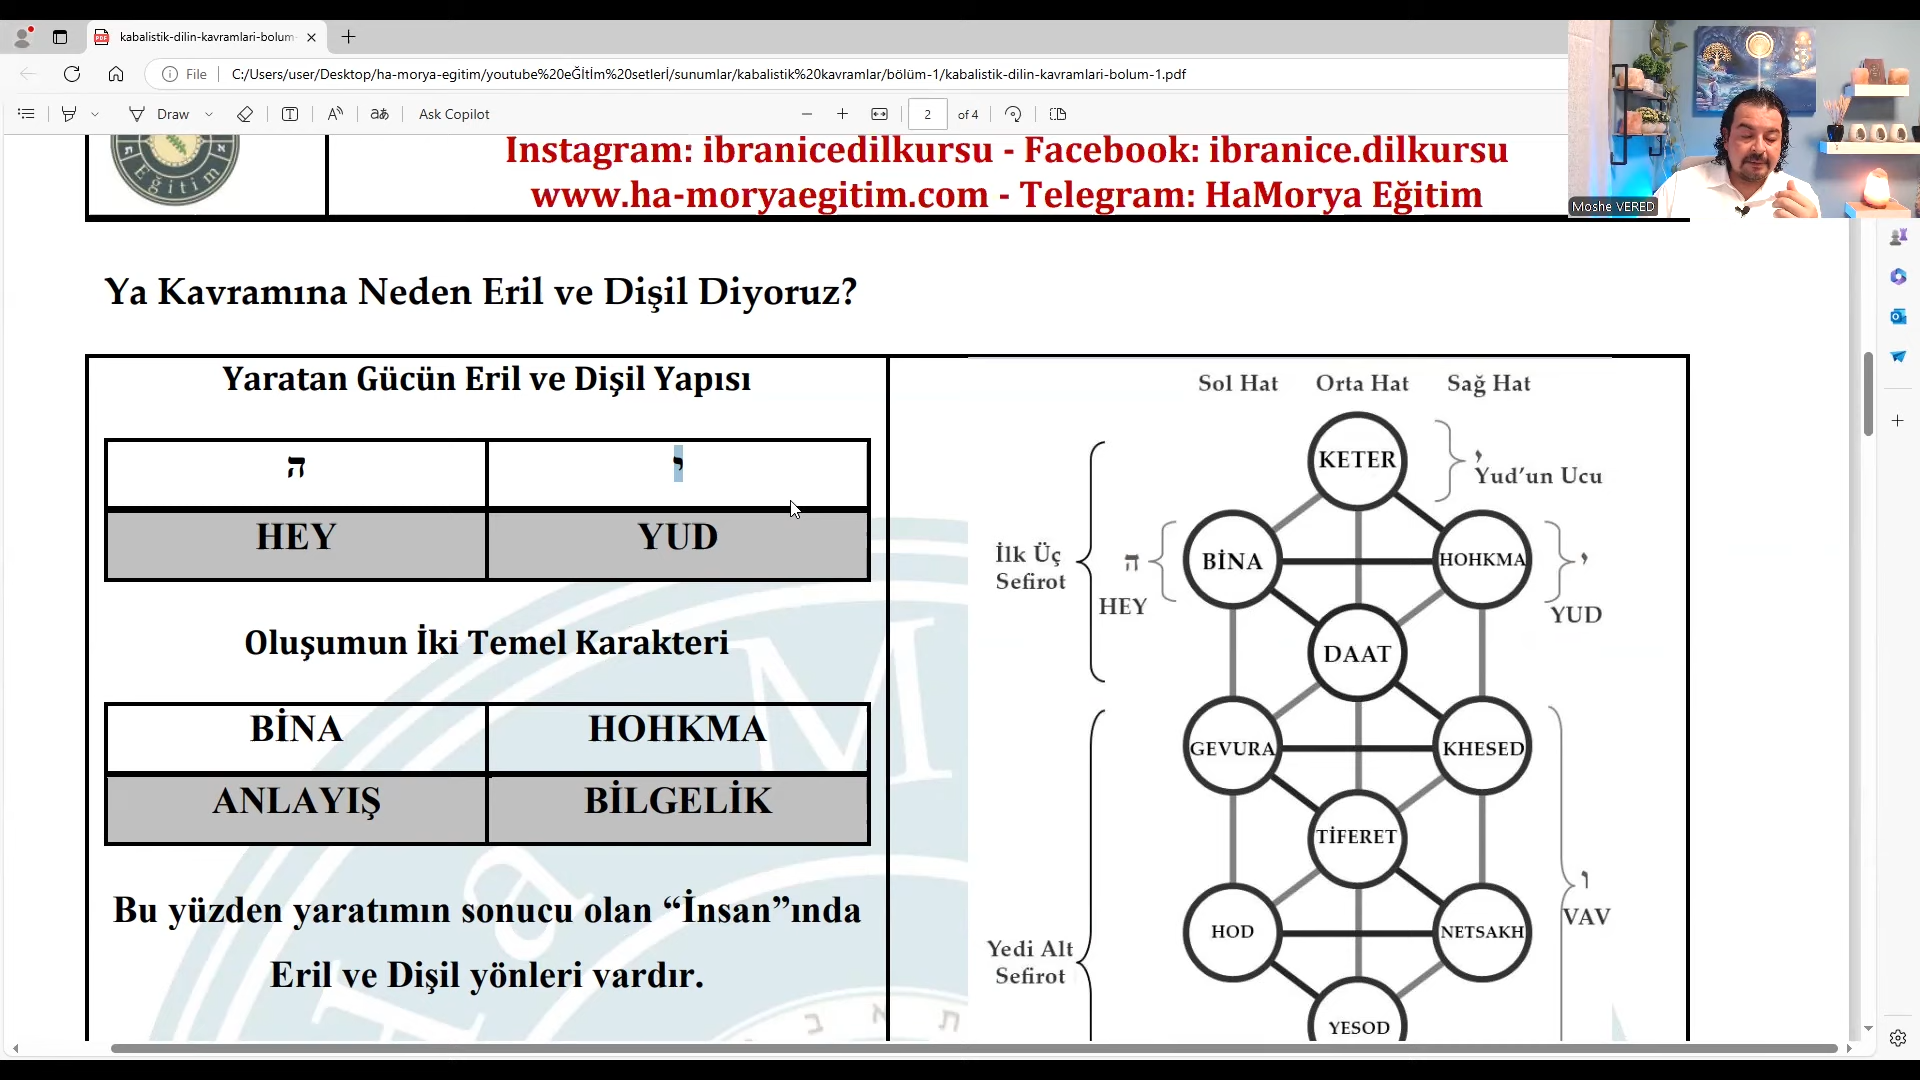 kabalistik-dilin-kavramlari-bolum-
File
C:/Users/user/Desktop/ha-morya-egitim/youtube%20eĞİtİm%20setlerİ/sunumlar/kabalistik%20kavramlar/bölüm-1/kabalistik-dilin-kavramlari-bolum-1.pdf
Draw
Ask Copilot
2
of 4
Moshe VERED
Eğitim
Instagram: ibranicedilkursu - Facebook: ibranice.dilkursu
www.ha-moryaegitim.com - Telegram: HaMorya Eğitim
Ya Kavramına Neden Eril ve Dişil Diyoruz?
Yaratan Gücün Eril ve Dişil Yapısı
ה
י
HEY
YUD
Oluşumun İki Temel Karakteri
BİNA
HOHKMA
ANLAYIŞ
BİLGELİK
Bu yüzden yaratımın sonucu olan “İnsan”ında
Eril ve Dişil yönleri vardır.
Sol Hat
Orta Hat
Sağ Hat
KETER
י
Yud’un Ucu
İlk Üç
Sefirot
ה
HEY
BİNA
HOHKMA
י
YUD
DAAT
GEVURA
KHESED
TİFERET
ו
VAV
HOD
NETSAKH
Yedi Alt
Sefirot
YESOD
M
a
ב
א
ת